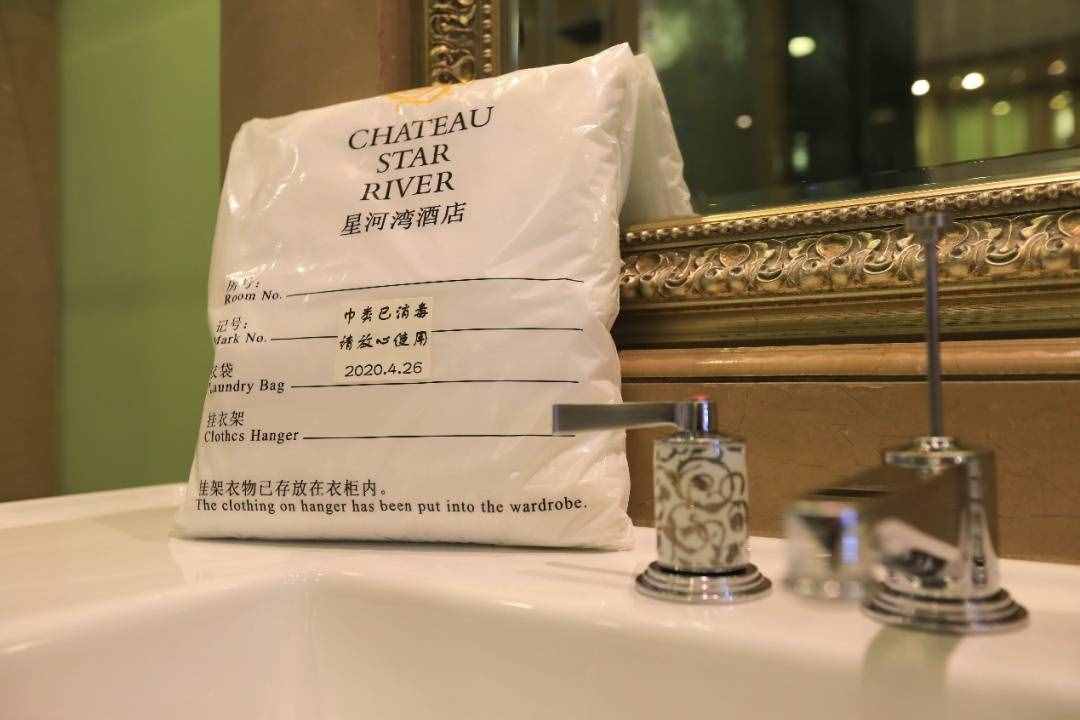 CHATEAU
STAR
RIVER
星河湾酒店
房号：
Room No.
记号：
Mark No.
巾类已消毒
请放心使用
2020.4.26
衣袋
Laundry Bag
挂衣架
Clothes Hanger
挂架衣物已存放在衣柜内。
The clothing on hanger has been put into the wardrobe.